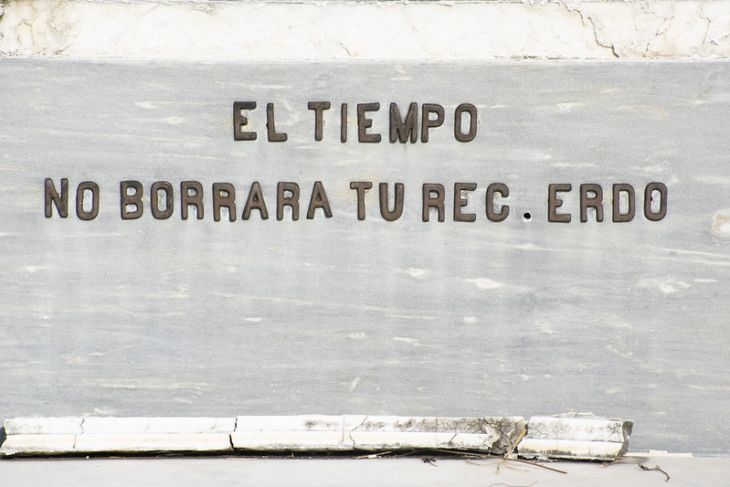 EL TIEMPO
NO BORRARA TU REC ERDO